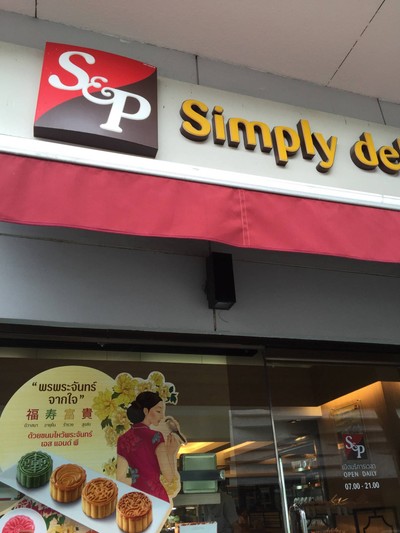 S&P
Simply del
"พรพระจันทร์
จากใจ"
福 寿 富 貴
ด้วยขนมไหว้พระจันทร์
เอส แอนด์ พี
S&P
OPEN DAILY
07.00 - 21.00